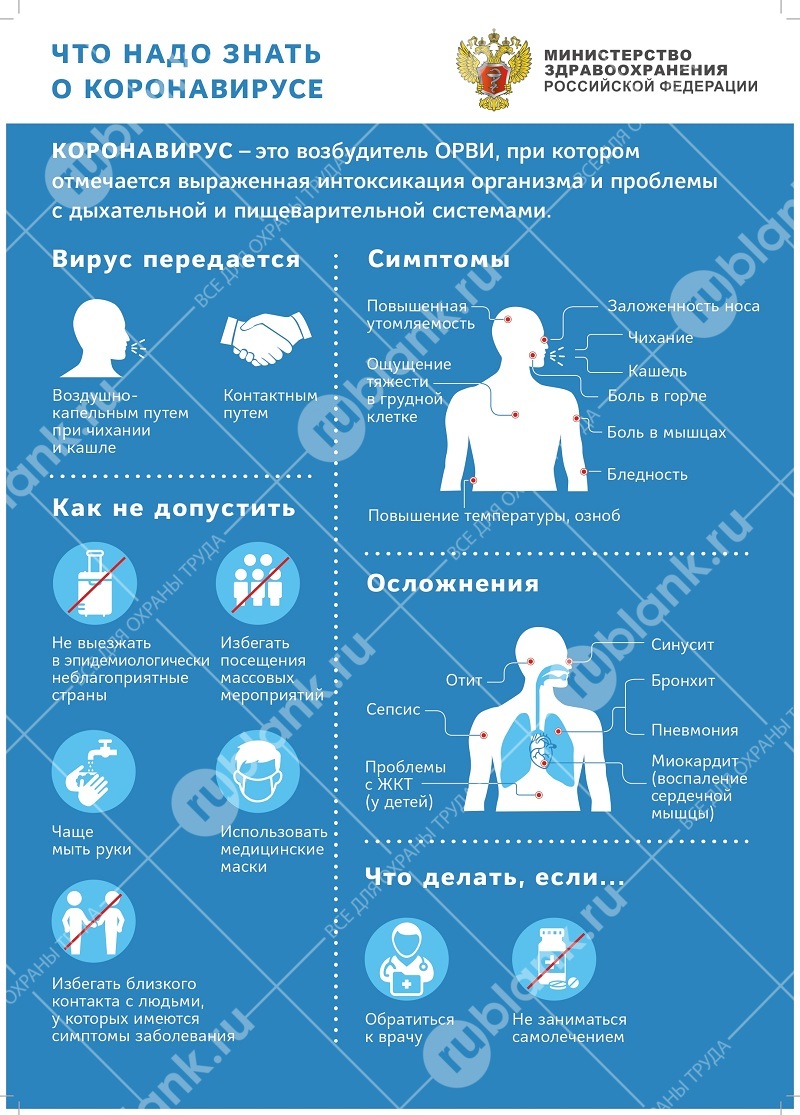 ЧТО НАДО ЗНАТЬ
О КОРОНАВИРУСЕ
МИНИСТЕРСТВО
ЗДРАВООХРАНЕНИЯ
РОССИЙСКОЙ ФЕДЕРАЦИИ
КОРОНАВИРУС – это возбудитель ОРВИ, при котором
отмечается выраженная интоксикация организма и проблемы
с дыхательной и пищеварительной системами.
Вирус передается
Воздушно-
капельным путем
при чихании
и кашле
Контактным
путем
Симптомы
Повышенная
утомляемость
Ощущение
тяжести
в грудной
клетке
Заложенность носа
Чихание
Кашель
Боль в горле
Боль в мышцах
Бледность
Повышение температуры, озноб
Как не допустить
Не выезжать
в эпидемиологически
неблагоприятные
страны
Избегать
посещения
массовых
мероприятий
Чаще
мыть руки
Использовать
медицинские
маски
Избегать близкого
контакта с людьми,
у которых имеются
симптомы заболевания
Осложнения
Отит
Сепсис
Проблемы
с ЖКТ
(у детей)
Синусит
Бронхит
Пневмония
Миокардит
(воспаление
сердечной
мышцы)
Что делать, если...
Обратиться
к врачу
Не заниматься
самолечением
rublank.ru
ВСЕ ДЛЯ ОХРАНЫ ТРУДА